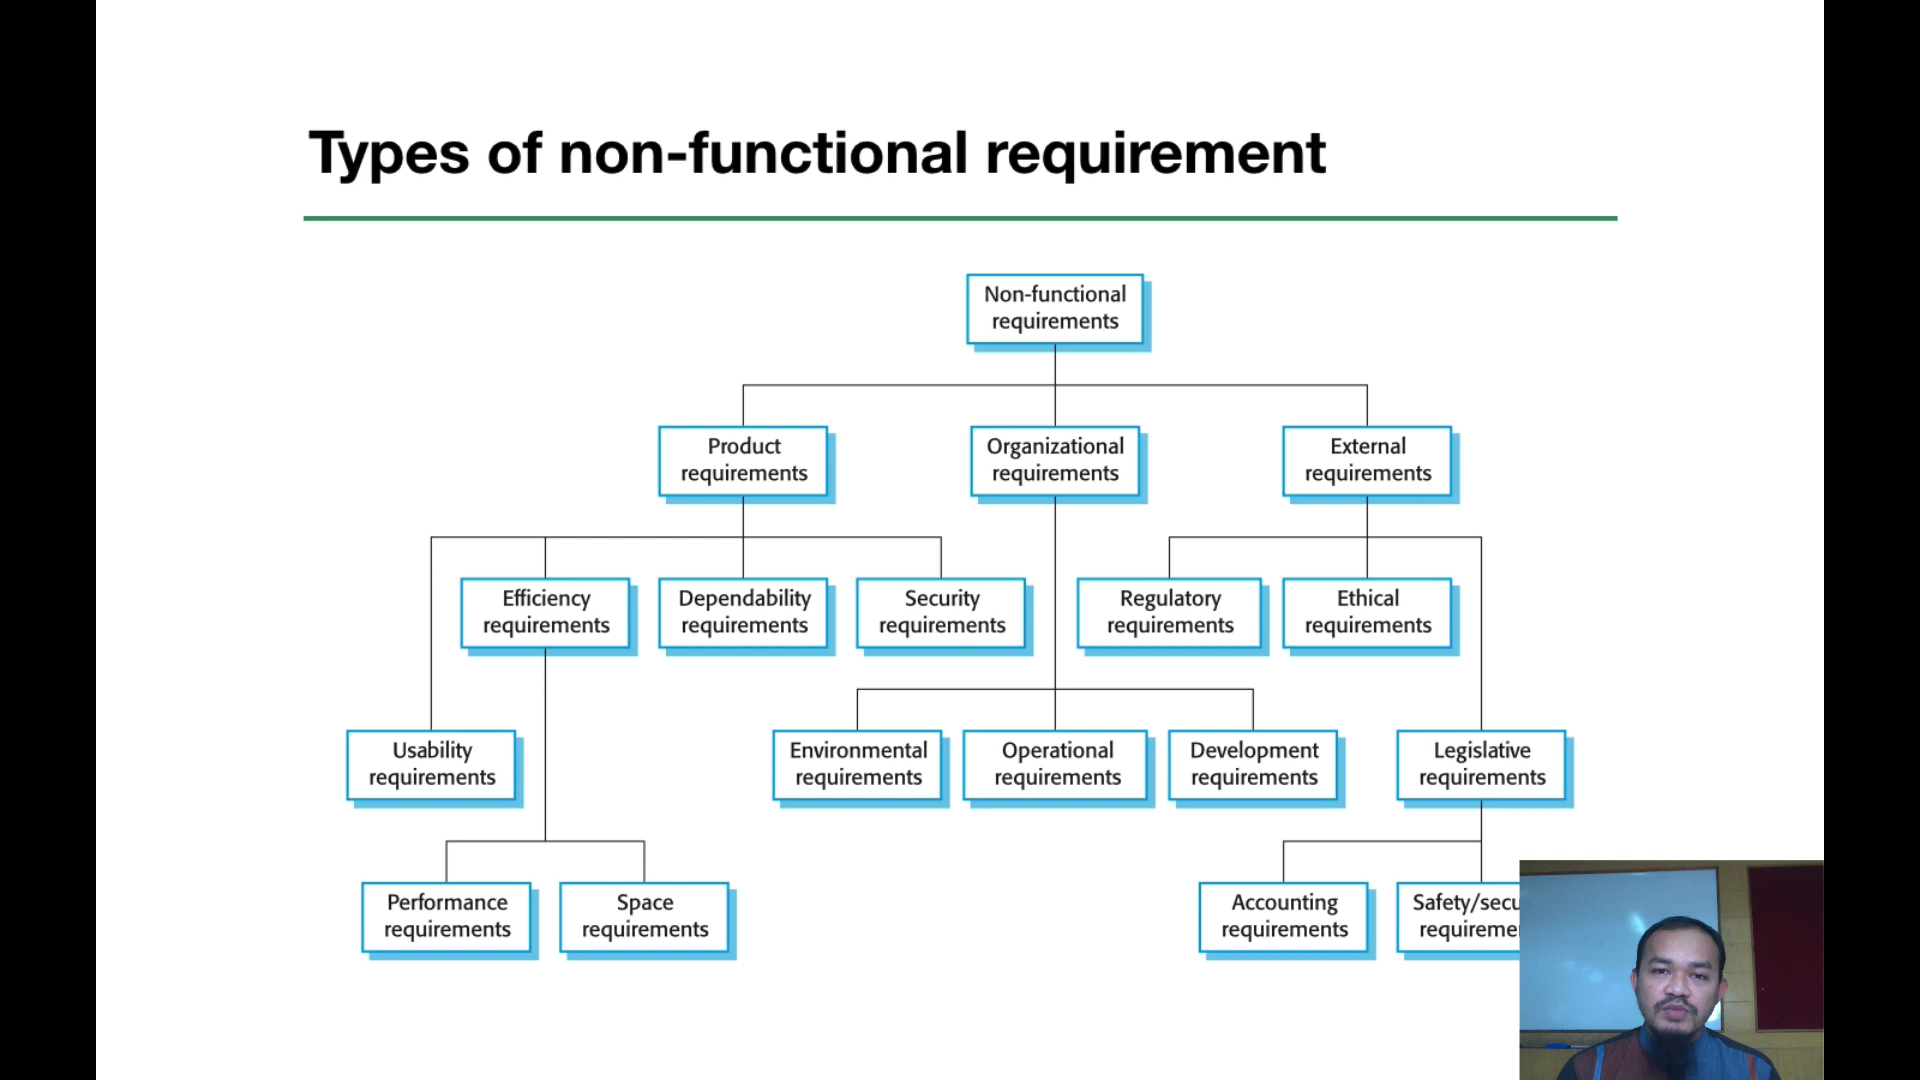 Types of non-functional requirement
Non-functional
requirements
Product
requirements
Organizational
requirements
External
requirements
Efficiency
requirements
Dependability
requirements
Security
requirements
Regulatory
requirements
Ethical
requirements
Usability
requirements
Environmental
requirements
Operational
requirements
Development
requirements
Legislative
requirements
Performance
requirements
Space
requirements
Accounting
requirements
Safety/secu
requiremen